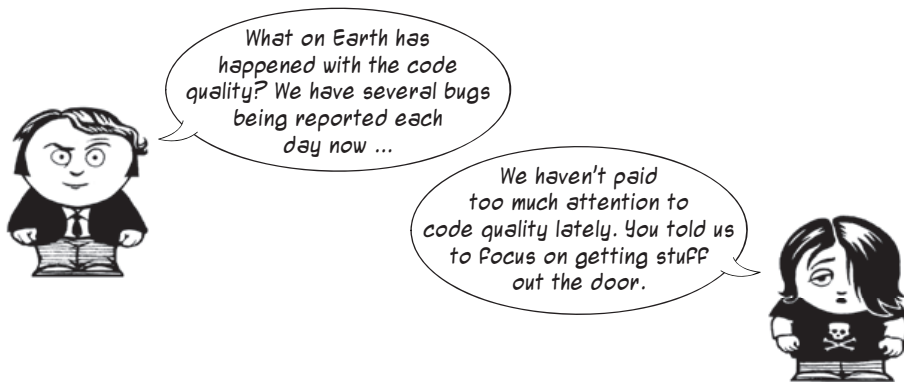 What on Earth has
happened with the code
quality? We have several bugs
being reported each
day now ...
We haven't paid
too much attention to
code quality lately. You told us
to focus on getting stuff
out the door.